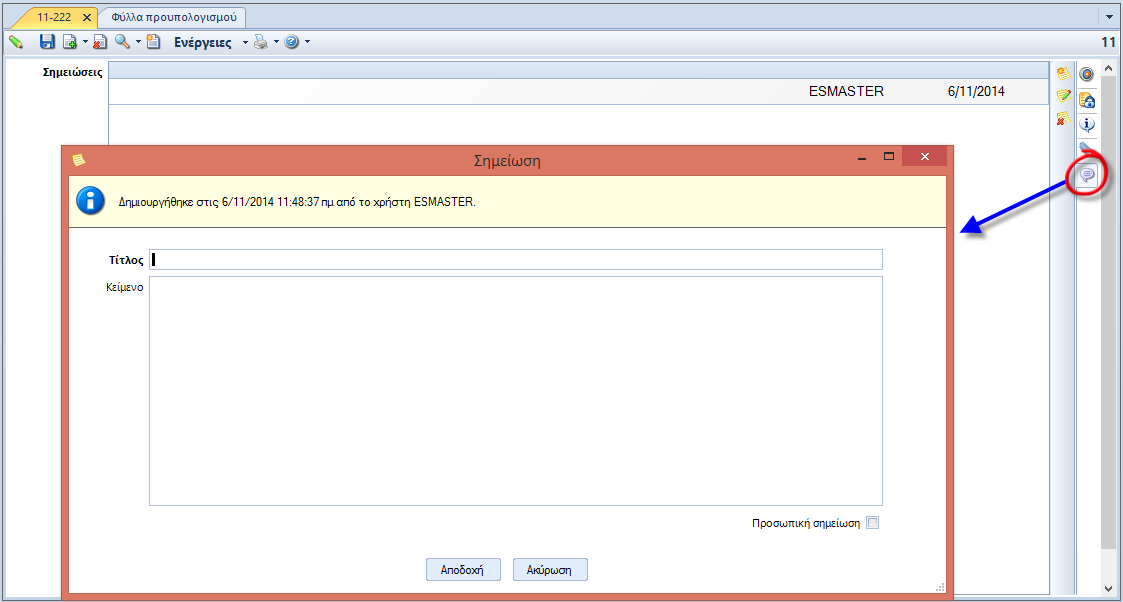 11-222
Φύλλα προυπολογισμού
Ενέργειες
11
Σημειώσεις
ESMASTER 6/11/2014
Σημείωση
Δημιουργήθηκε στις 6/11/2014 11:48:37 πμ από το χρήστη ESMASTER.
Τίτλος
Κείμενο
Προσωπική σημείωση
Αποδοχή Ακύρωση